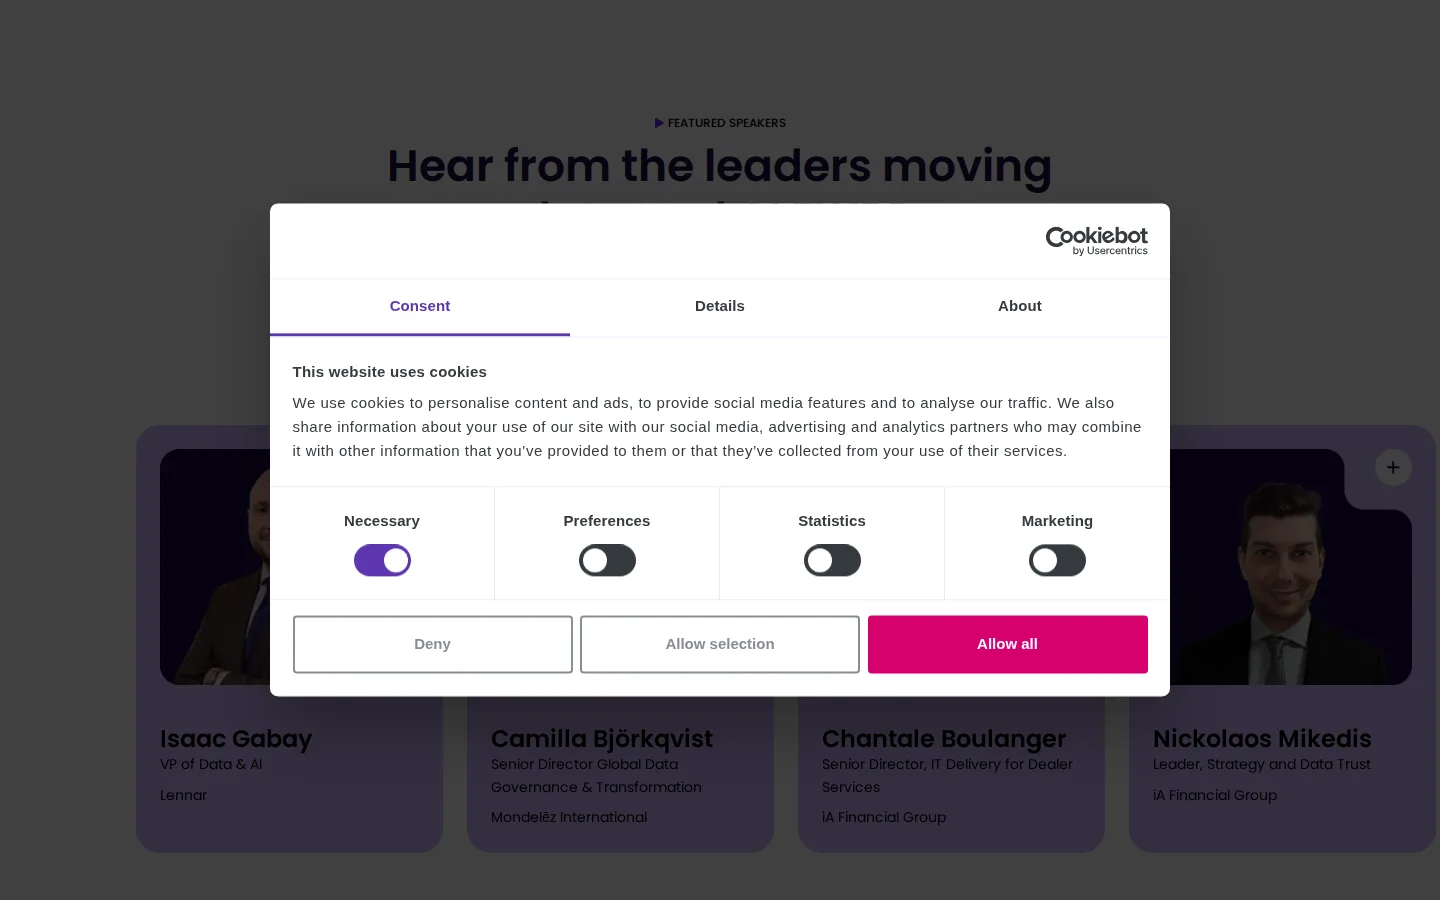 FEATURED SPEAKERS
Hear from the leaders moving
Cookiebot
by Usercentrics
Consent
Details
About
This website uses cookies
We use cookies to personalise content and ads, to provide social media features and to analyse our traffic. We also
share information about your use of our site with our social media, advertising and analytics partners who may combine
it with other information that you’ve provided to them or that they’ve collected from your use of their services.
Necessary
Preferences
Statistics
Marketing
Deny
Allow selection
Allow all
Isaac Gabay
VP of Data & AI
Lennar
Camilla Björkqvist
Senior Director Global Data
Governance & Transformation
Mondelēz International
Chantale Boulanger
Senior Director, IT Delivery for Dealer
Services
iA Financial Group
Nickolaos Mikedis
Leader, Strategy and Data Trust
iA Financial Group